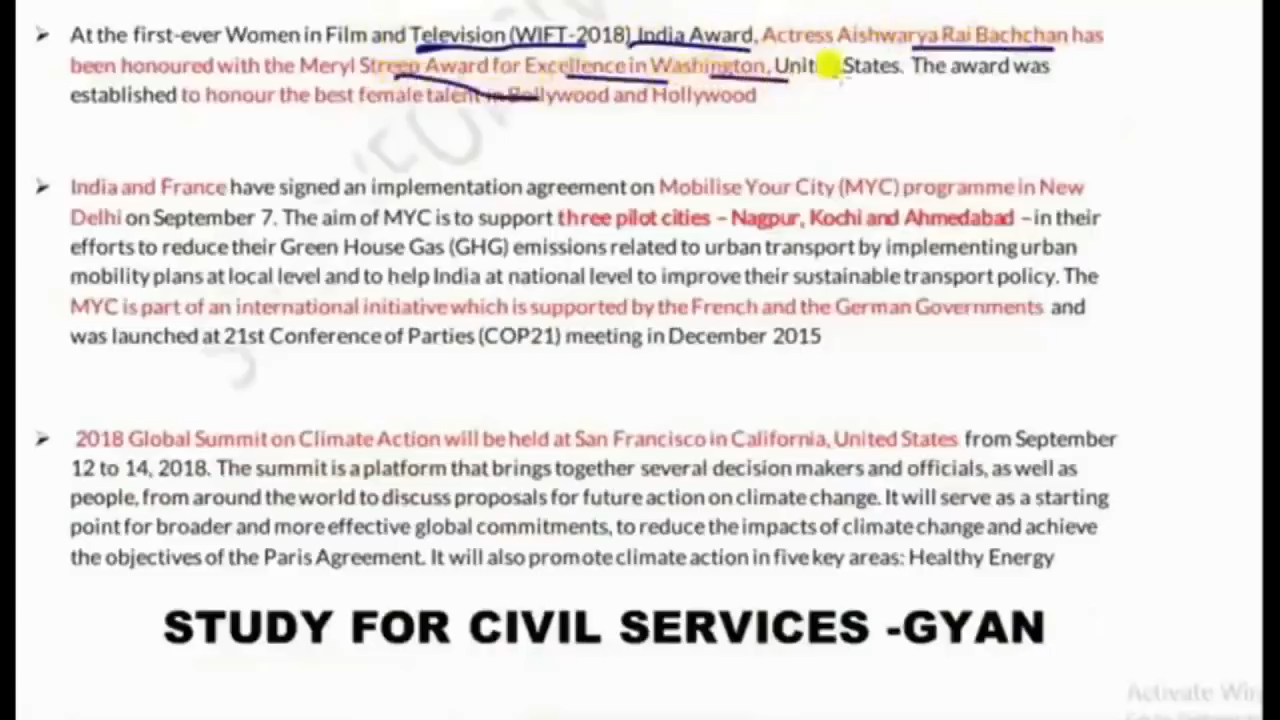 ➢ At the first-ever Women in Film and Television (WIFT-2018) India Award, Actress Aishwarya Rai Bachchan has
been honoured with the Meryl Streep Award for Excellence in Washington, States. The award was
established to honour the best female talent in Bollywood and Hollywood
➢ India and France have signed an implementation agreement on Mobilise Your City (MYC) programme in New
Delhi on September 7. The aim of MYC is to support three pilot cities – Nagpur, Kochi and Ahmedabad – in their
efforts to reduce their Green House Gas (GHG) emissions related to urban transport by implementing urban
mobility plans at local level and to help India at national level to improve their sustainable transport policy. The
MYC is part of an international initiative which is supported by the French and the German Governments and
was launched at 21st Conference of Parties (COP21) meeting in December 2015
➢ 2018 Global Summit on Climate Action will be held at San Francisco in California, United States from September
12 to 14, 2018. The summit is a platform that brings together several decision makers and officials, as well as
people, from around the world to discuss proposals for future action on climate change. It will serve as a starting
point for broader and more effective global commitments, to reduce the impacts of climate change and achieve
the objectives of the Paris Agreement. It will also promote climate action in five key areas: Healthy Energy
STUDY FOR CIVIL SERVICES -GYAN
Activate Win